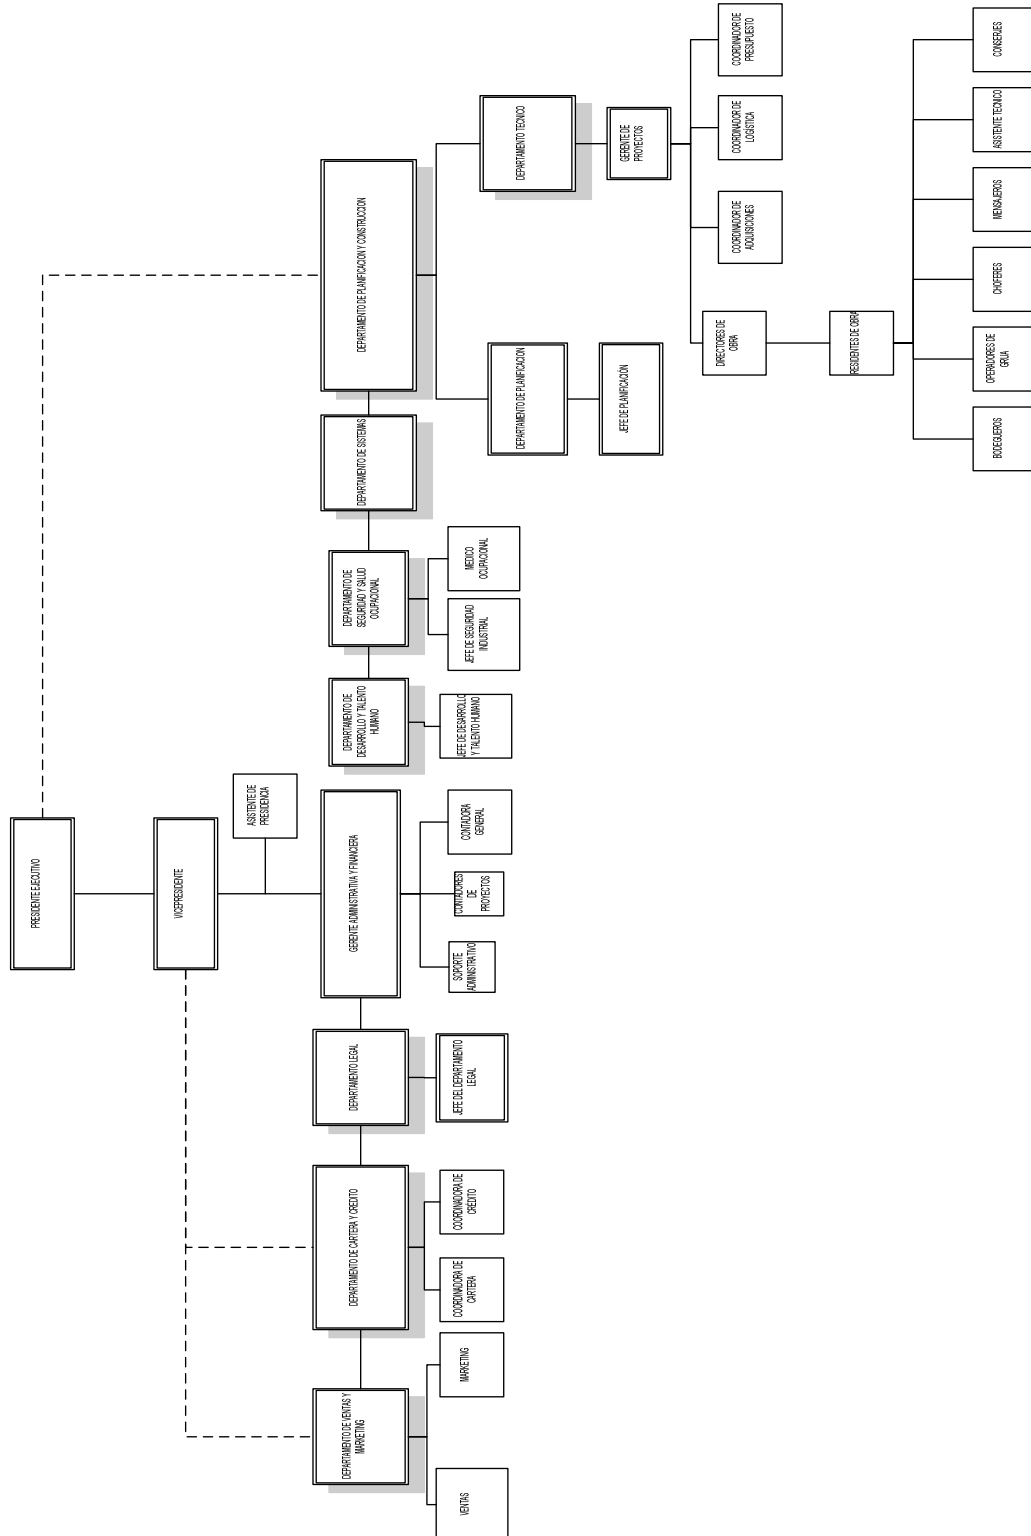 PRESIDENTE EJECUTIVO
VICEPRESIDENTE
ASISTENTE DE
PRESIDENCIA
DEPARTAMENTO DE VENTAS Y
MARKETING
DEPARTAMENTO DE CARTERA Y CREDITO
DEPARTAMENTO LEGAL
GERENTE ADMINISTRATIVA Y FINANCIERA
DEPARTAMENTO DE
DESARROLLO Y TALENTO
HUMANO
DEPARTAMENTO DE
SEGURIDAD Y SALUD
OCUPACIONAL
DEPARTAMENTO DE SISTEMAS
DEPARTAMENTO DE PLANIFICACION Y CONSTRUCCION
VENTAS
MARKETING
COORDINADORA DE
CARTERA
COORDINADORA DE
CRÉDITO
JEFE DEL DEPARTAMENTO
LEGAL
SOPORTE
ADMINISTRATIVO
CONTADORES
DE
PROYECTOS
CONTADORA
GENERAL
JEFE DE DESARROLLO
Y TALENTO HUMANO
JEFE DE SEGURIDAD
INDUSTRIAL
MEDICO
OCUPACIONAL
DEPARTAMENTO DE PLANIFICACION
DEPARTAMENTO TECNICO
JEFE DE PLANIFICACIÓN
GERENTE DE
PROYECTOS
DIRECTORES DE
OBRA
COORDINADOR DE
ADQUISICIONES
COORDINADOR DE
LOGÍSTICA
COORDINADOR DE
PRESUPUESTO
RESIDENTES DE OBRA
BODEGUEROS
OPERADORES DE
GRUA
CHOFERES
MENSAJEROS
ASISTENTE TECNICO
CONSERJES